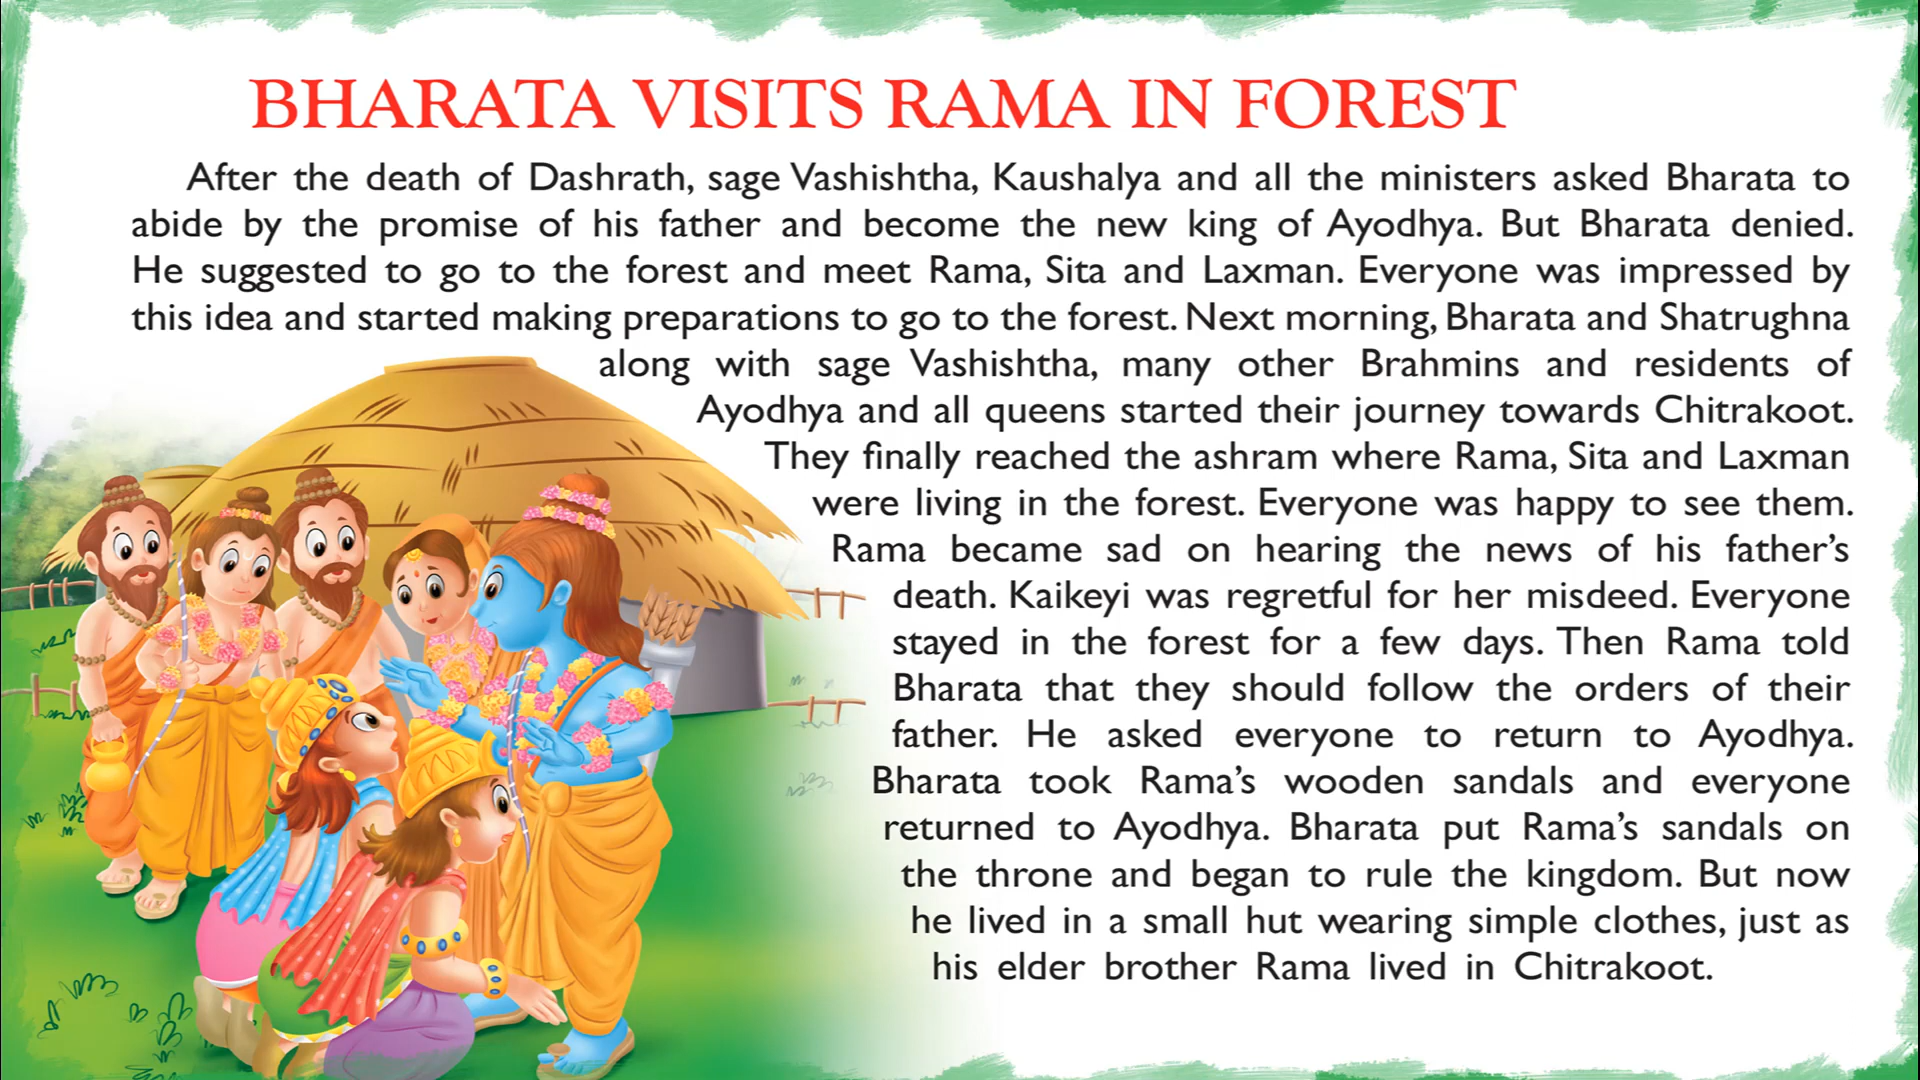 BHARATA VISITS RAMA IN FOREST
After the death of Dashrath, sage Vashishtha, Kaushalya and all the ministers asked Bharata to
abide by the promise of his father and become the new king of Ayodhya. But Bharata denied.
He suggested to go to the forest and meet Rama, Sita and Laxman. Everyone was impressed by
this idea and started making preparations to go to the forest. Next morning, Bharata and Shatrughna
along with sage Vashishtha, many other Brahmins and residents of
Ayodhya and all queens started their journey towards Chitrakoot.
They finally reached the ashram where Rama, Sita and Laxman
were living in the forest. Everyone was happy to see them.
Rama became sad on hearing the news of his father’s
death. Kaikeyi was regretful for her misdeed. Everyone
stayed in the forest for a few days. Then Rama told
Bharata that they should follow the orders of their
father. He asked everyone to return to Ayodhya.
Bharata took Rama’s wooden sandals and everyone
returned to Ayodhya. Bharata put Rama’s sandals on
the throne and began to rule the kingdom. But now
he lived in a small hut wearing simple clothes, just as
his elder brother Rama lived in Chitrakoot.